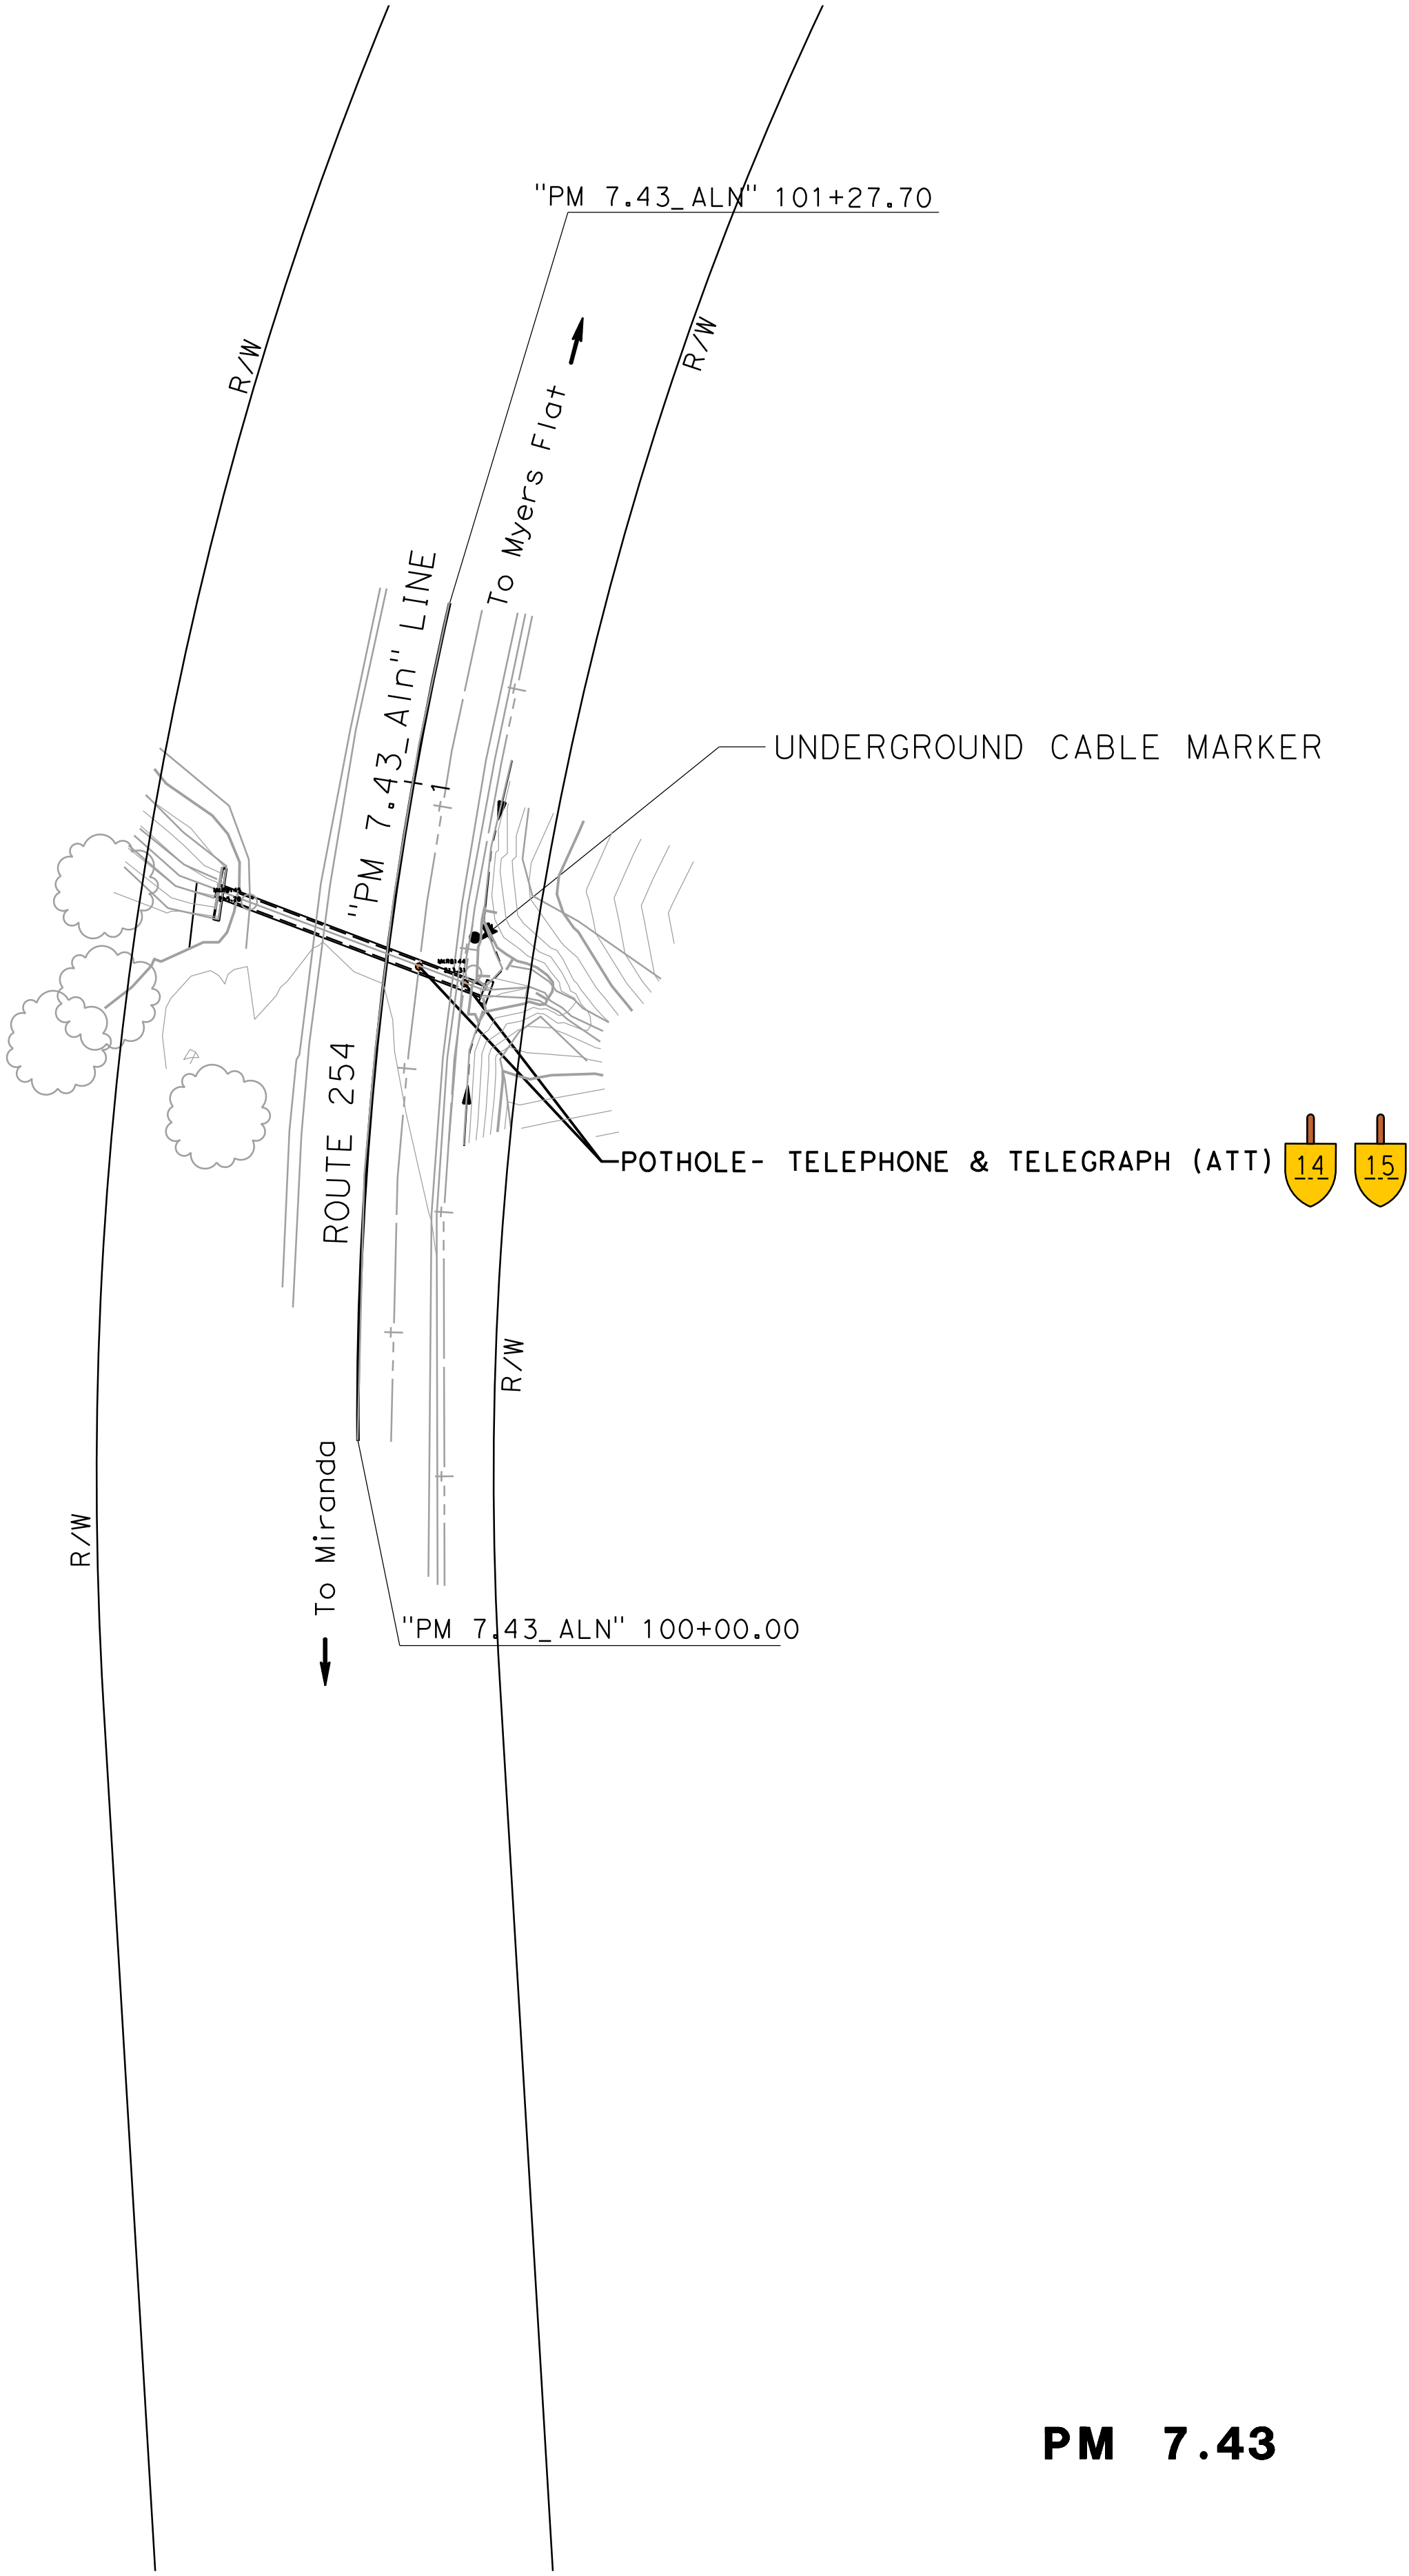 "PM 7.43_ALN" 101+27.70
R/W
R/W
To Myers Flat
"PM 7.43_Aln" LINE
UNDERGROUND CABLE MARKER
1
ROUTE 254
POTHOLE- TELEPHONE & TELEGRAPH (ATT)
14
15
R/W
To Miranda
R/W
"PM 7.43_ALN" 100+00.00
PM 7.43